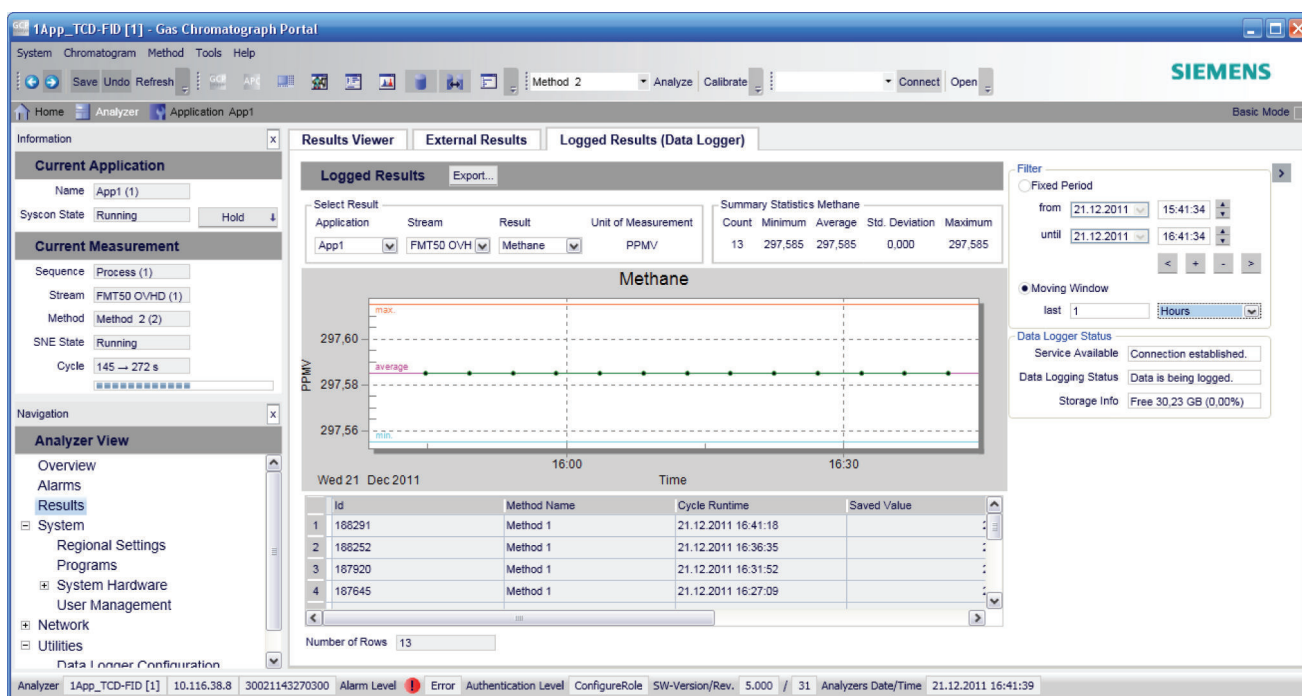 1App_TCD-FID [1] - Gas Chromatograph Portal
System Chromatogram Method Tools Help
Save Undo Refresh Method 2 Analyze Calibrate Connect Open
SIEMENS
Home Analyzer Application App1 Basic Mode
Information x
Current Application
Name App1 (1)
Syscon State Running Hold
Current Measurement
Sequence Process (1)
Stream FMT50 OVHD (1)
Method Method 2 (2)
SNE State Running
Cycle 145 → 272 s
Navigation x
Analyzer View
Overview
Alarms
Results
System
Regional Settings
Programs
System Hardware
User Management
Network
Utilities
Data Logger Configuration
Results Viewer External Results Logged Results (Data Logger)
Logged Results Export...
Select Result
Application Stream Result Unit of Measurement
App1 FMT50 OVH Methane PPMV
Summary Statistics Methane
Count Minimum Average Std. Deviation Maximum
13 297,585 297,585 0,000 297,585
Methane
max.
297,60
average
297,58
PPMV
297,56
min.
16:00 16:30
Wed 21 Dec 2011 Time
Id Method Name Cycle Runtime Saved Value
1 188291 Method 1 21.12.2011 16:41:18
2 188252 Method 1 21.12.2011 16:36:35
3 187920 Method 1 21.12.2011 16:31:52
4 187645 Method 1 21.12.2011 16:27:09
Number of Rows 13
Filter
Fixed Period
from 21.12.2011 15:41:34
until 21.12.2011 16:41:34
< + - >
Moving Window
last 1 Hours
Data Logger Status
Service Available Connection established.
Data Logging Status Data is being logged.
Storage Info Free 30,23 GB (0,00%)
Analyzer 1App_TCD-FID [1] 10.116.38.8 30021143270300 Alarm Level Error Authentication Level ConfigureRole SW-Version/Rev. 5.000 / 31 Analyzers Date/Time 21.12.2011 16:41:39